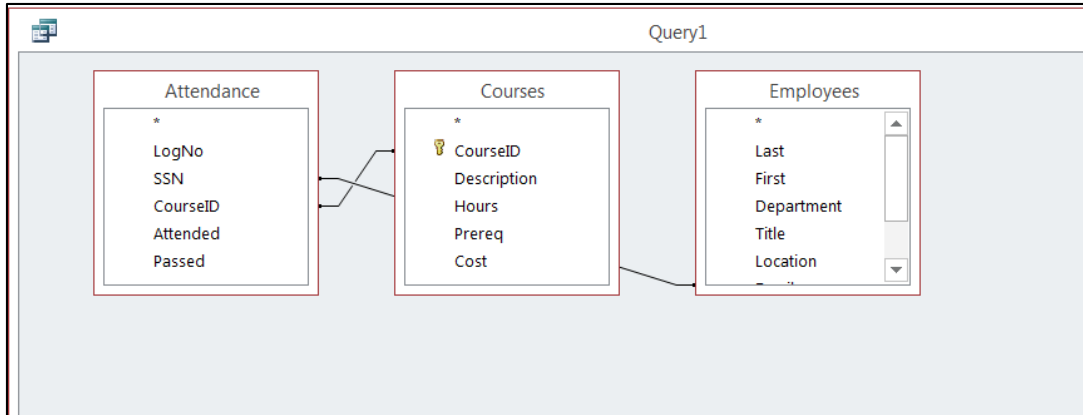 Query1
Attendance
*
LogNo
SSN
CourseID
Attended
Passed
Courses
*
CourseID
Description
Hours
Prereq
Cost
Employees
*
Last
First
Department
Title
Location